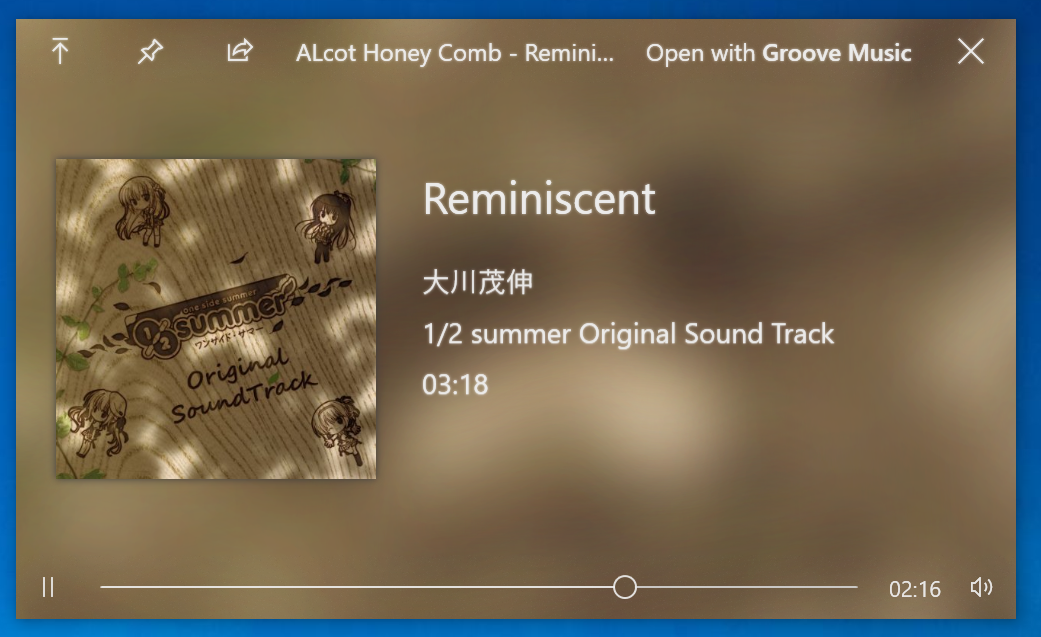 ALcot Honey Comb - Remini...
Open with Groove Music
Reminiscent
大川茂伸
1/2 summer Original Sound Track
03:18
one side summer
1/2 summer
ワンサイド・サマー
Original
SoundTrack
02:16